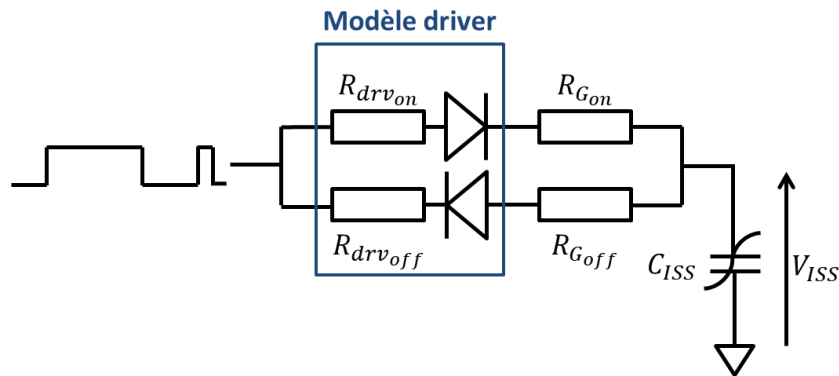 Modèle driver
R_{drv_{on}}
R_{G_{on}}
R_{drv_{off}}
R_{G_{off}}
C_{ISS}
V_{ISS}